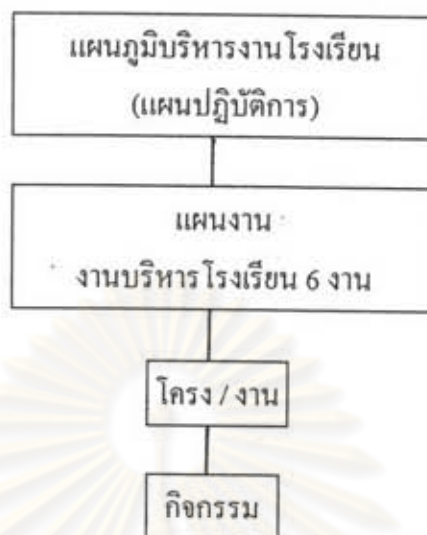 แผนภูมิบริหารงานโรงเรียน
(แผนปฏิบัติการ)
แผนงาน
งานบริหารโรงเรียน 6 งาน
โครง / งาน
กิจกรรม